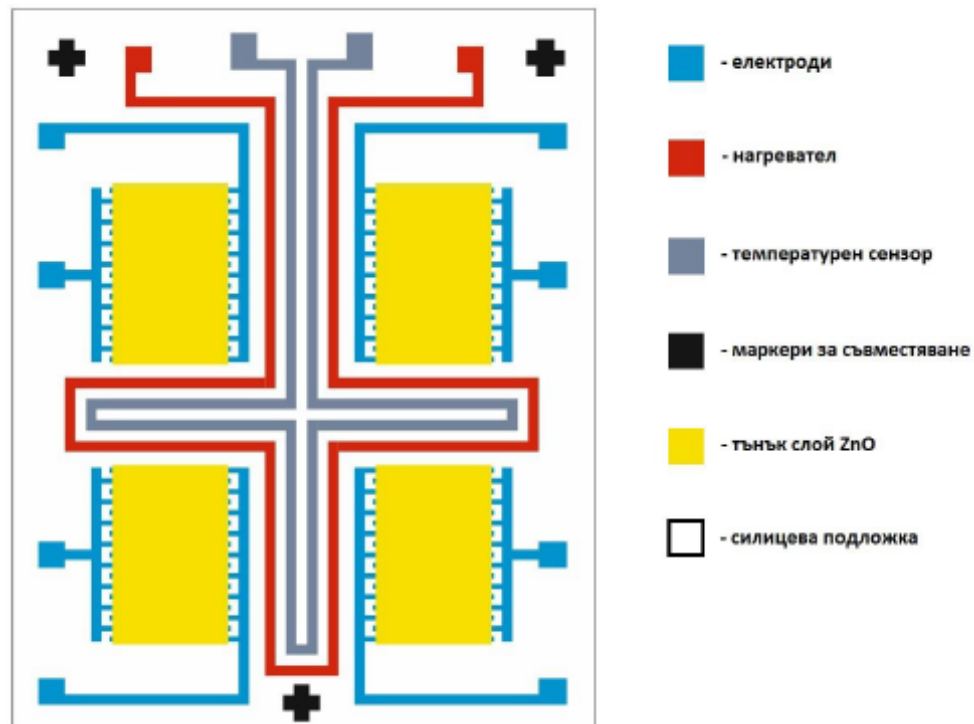 - електроди
- нагревател
- температурен сензор
- маркери за съвместяване
- тънък слой ZnO
- силицева подложка